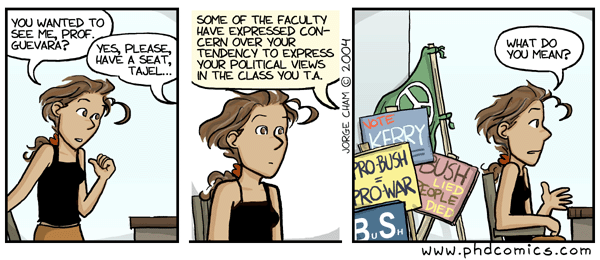 YOU WANTED TO
SEE ME, PROF.
GUEVARA?
YES, PLEASE,
HAVE A SEAT,
TAJEL...
SOME OF THE FACULTY
HAVE EXPRESSED CON-
CERN OVER YOUR
TENDENCY TO EXPRESS
YOUR POLITICAL VIEWS
IN THE CLASS YOU T.A.
JORGE CHAM © 2004
WHAT DO
YOU MEAN?
VOTE
KERRY
PRO-BUSH
=
PRO-WAR
BUSH
LIED
PEOPLE
DIED
BuSH
www.phdcomics.com